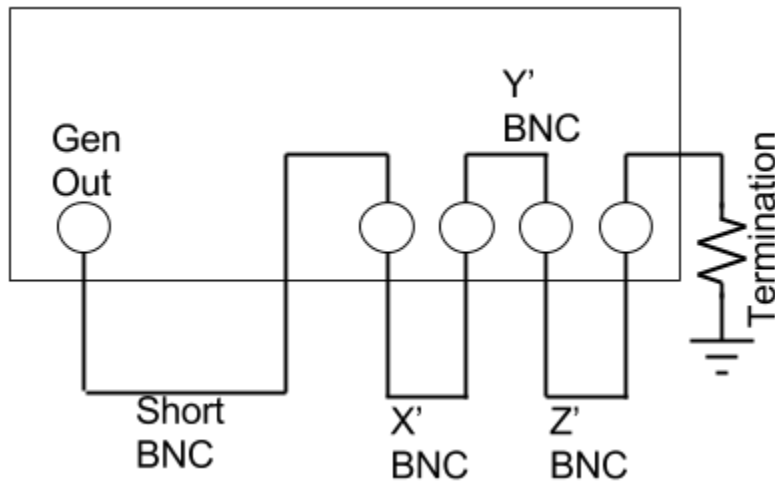 Y’
BNC
Gen
Out
Termination
Short
BNC
X’
BNC
Z’
BNC